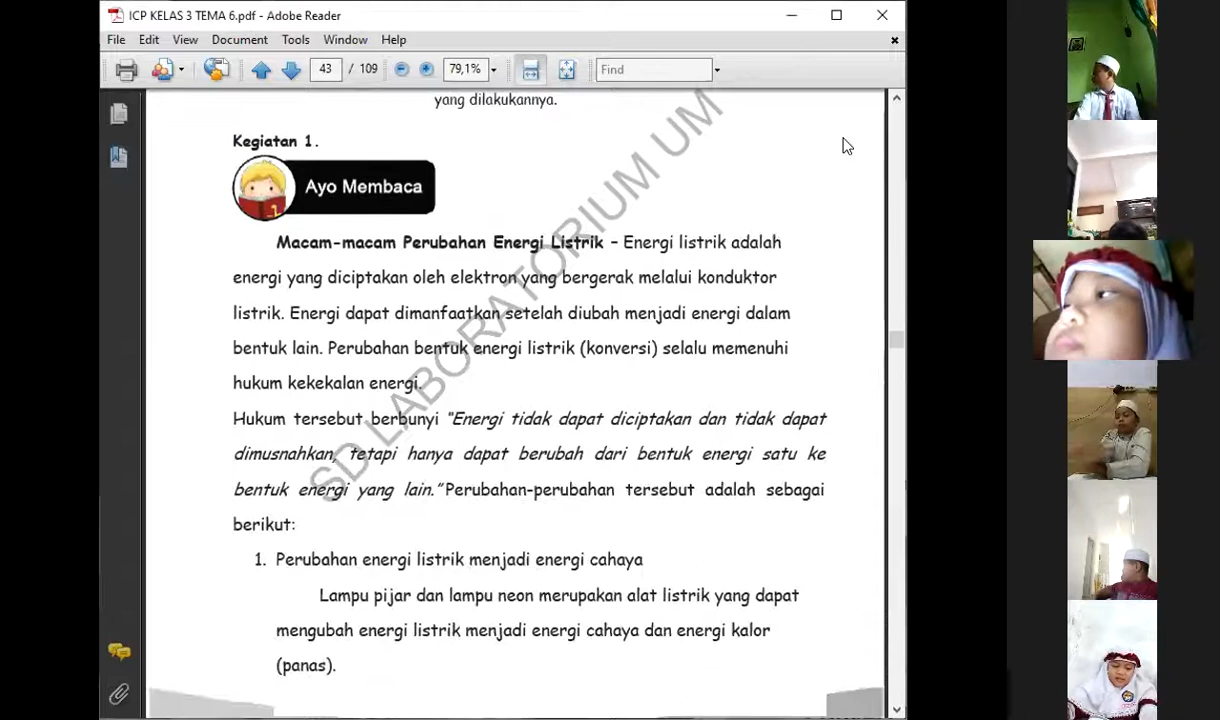 ICP KELAS 3 TEMA 6.pdf - Adobe Reader
File Edit View Document Tools Window Help
43 / 109 79,1% Find
yang dilakukannya.
Kegiatan 1.
Ayo Membaca
Macam-macam Perubahan Energi Listrik – Energi listrik adalah
energi yang diciptakan oleh elektron yang bergerak melalui konduktor
listrik. Energi dapat dimanfaatkan setelah diubah menjadi energi dalam
bentuk lain. Perubahan bentuk energi listrik (konversi) selalu memenuhi
hukum kekekalan energi.
Hukum tersebut berbunyi "Energi tidak dapat diciptakan dan tidak dapat
dimusnahkan, tetapi hanya dapat berubah dari bentuk energi satu ke
bentuk energi yang lain." Perubahan-perubahan tersebut adalah sebagai
berikut:
1. Perubahan energi listrik menjadi energi cahaya
Lampu pijar dan lampu neon merupakan alat listrik yang dapat
mengubah energi listrik menjadi energi cahaya dan energi kalor
(panas).
SD LABORATORIUM UM